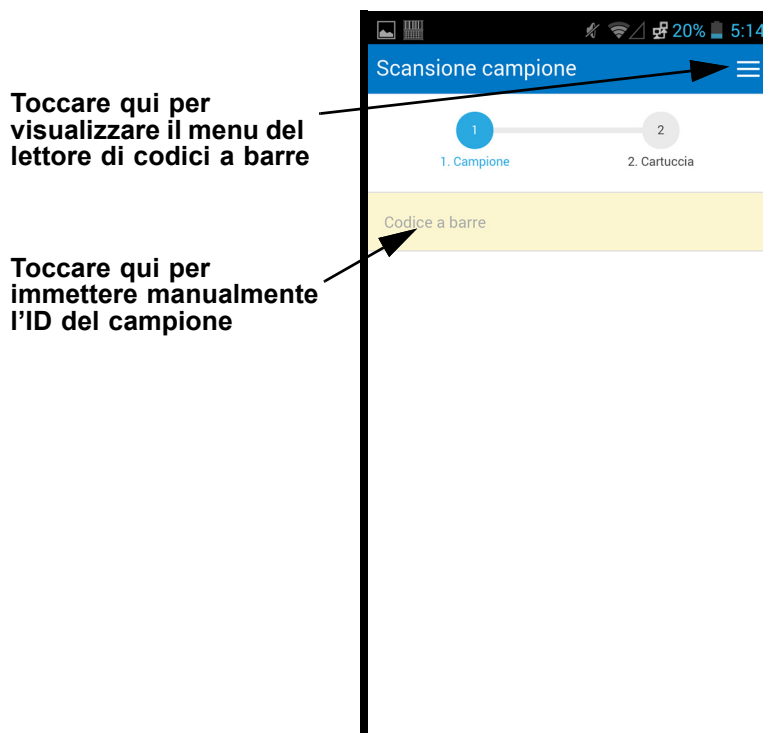 20% 5:14
Scansione campione
Toccare qui per
visualizzare il menu del
lettore di codici a barre
1 2
1. Campione 2. Cartuccia
Codice a barre
Toccare qui per
immettere manualmente
l’ID del campione